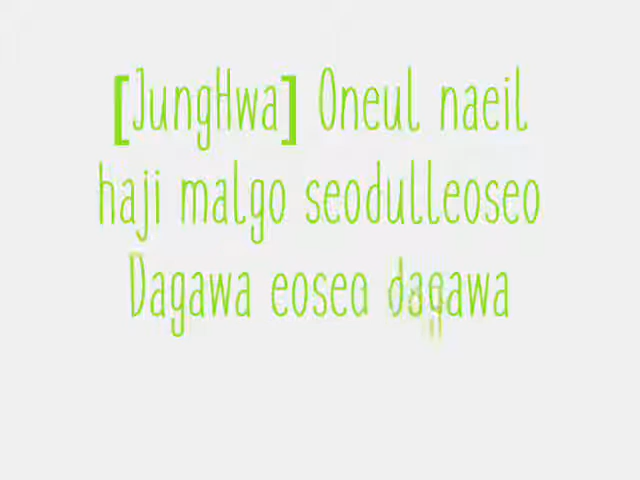 [JungHwa] Oneul naeil
haji malgo seodulleoseo
Dagawa eoseo dagawa